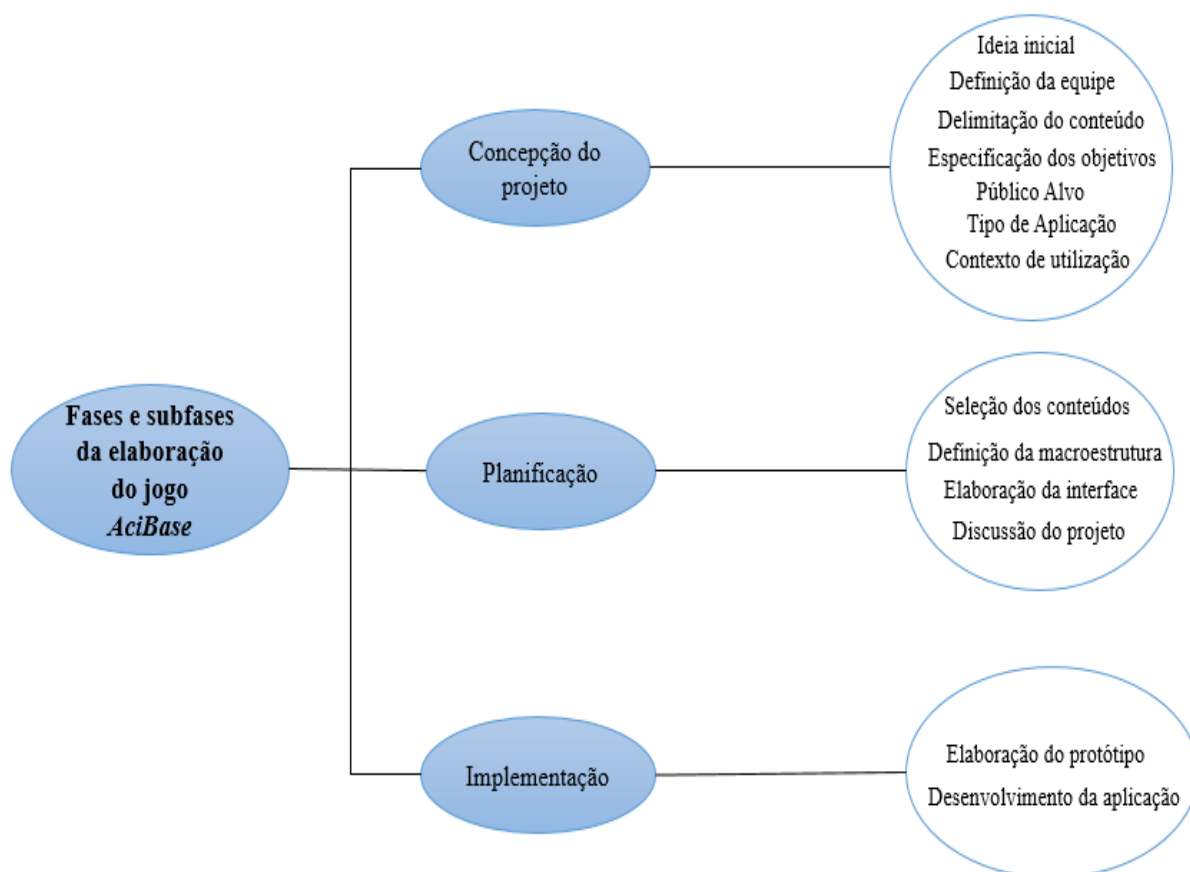 Fases e subfases
da elaboração
do jogo
AciBase
Concepção do
projeto
Ideia inicial
Definição da equipe
Delimitação do conteúdo
Especificação dos objetivos
Público Alvo
Tipo de Aplicação
Contexto de utilização
Planificação
Seleção dos conteúdos
Definição da macroestrutura
Elaboração da interface
Discussão do projeto
Implementação
Elaboração do protótipo
Desenvolvimento da aplicação